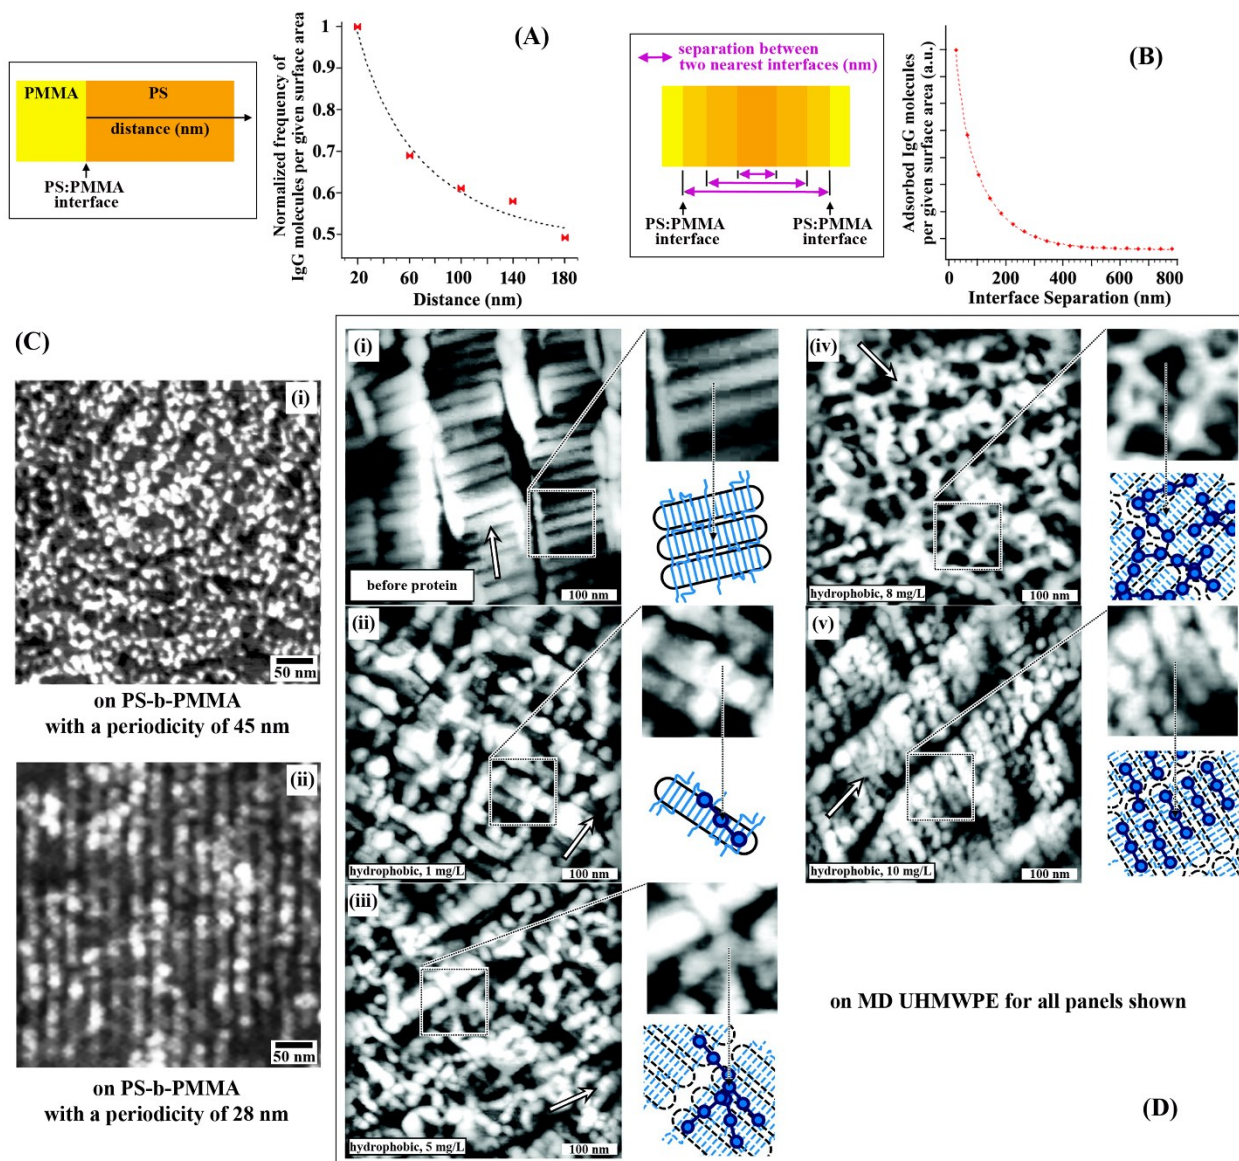 (A)
PMMA
PS
distance (nm)
PS:PMMA
interface
Normalized frequency of
IgG molecules per given surface area
1
0.9
0.8
0.7
0.6
0.5
20
60
100
140
180
Distance (nm)
(B)
separation between
two nearest interfaces (nm)
PS:PMMA
interface
PS:PMMA
interface
Adsorbed IgG molecules
per given surface area (a.u.)
0
200
400
600
800
Interface Separation (nm)
(C)
(i)
50 nm
on PS-b-PMMA
with a periodicity of 45 nm
(ii)
50 nm
on PS-b-PMMA
with a periodicity of 28 nm
(i)
before protein
100 nm
(ii)
hydrophobic, 1 mg/L
100 nm
(iii)
hydrophobic, 5 mg/L
100 nm
(iv)
hydrophobic, 8 mg/L
100 nm
(v)
hydrophobic, 10 mg/L
100 nm
on MD UHMWPE for all panels shown
(D)